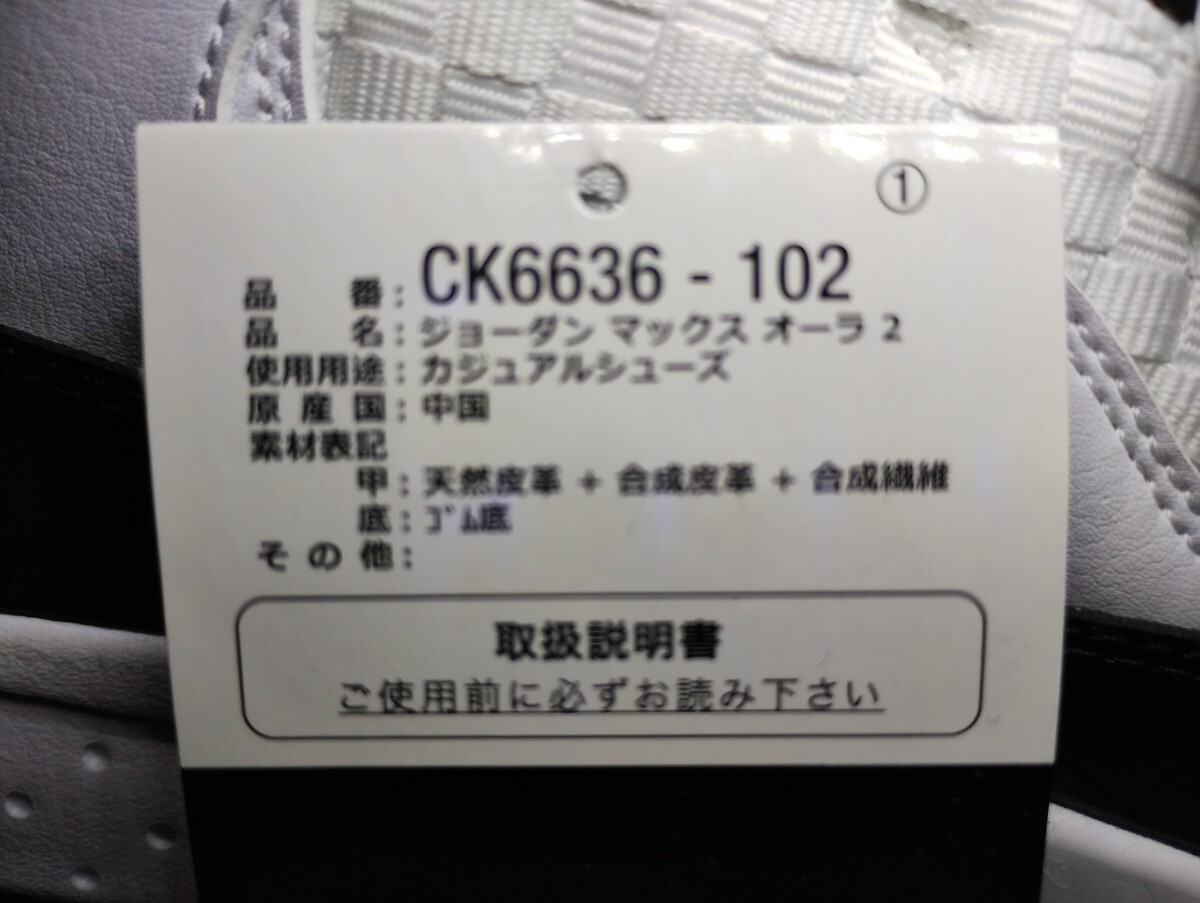 ①
品番: CK6636 - 102
品名: ジョーダン マックス オーラ 2
使用用途: カジュアルシューズ
原産国: 中国
素材表記
甲: 天然皮革 + 合成皮革 + 合成繊維
底: ｺﾞﾑ底
その他:
取扱説明書
ご使用前に必ずお読み下さい